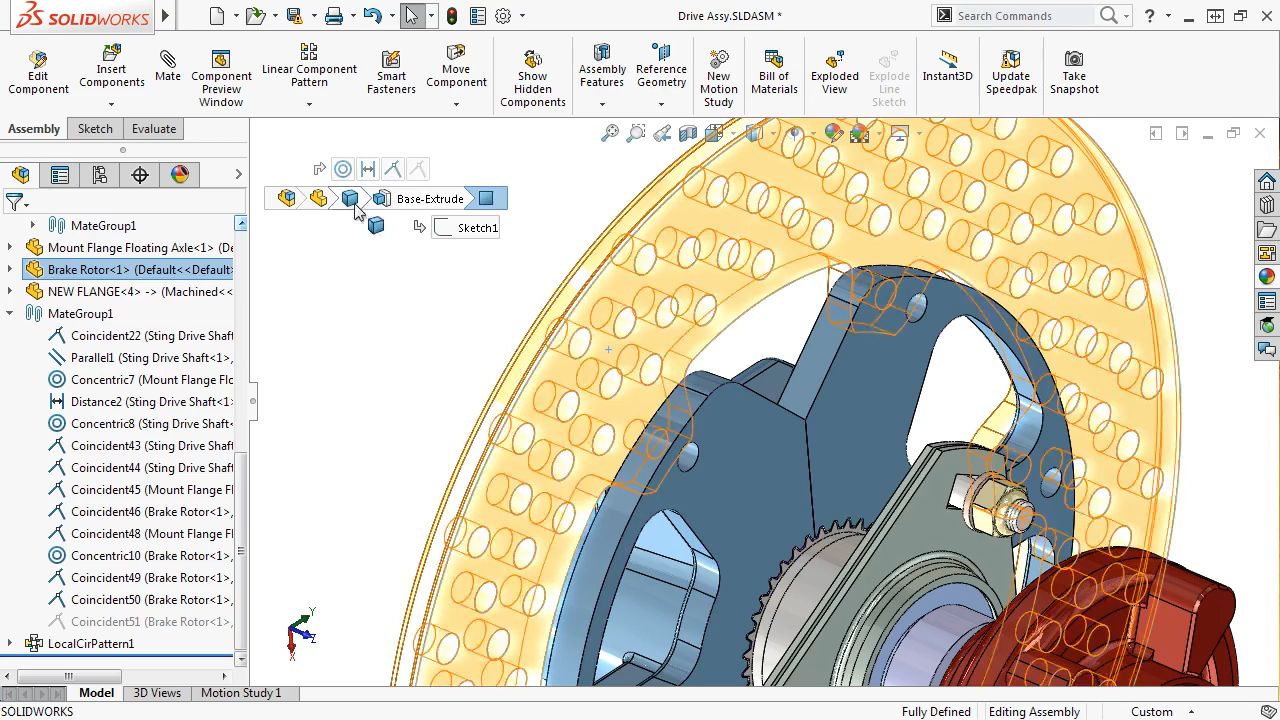 SOLIDWORKS
Drive Assy.SLDASM *
Search Commands
Edit Component
Insert Components
Mate
Component Preview Window
Linear Component Pattern
Smart Fasteners
Move Component
Show Hidden Components
Assembly Features
Reference Geometry
New Motion Study
Bill of Materials
Exploded View
Explode Line Sketch
Instant3D
Update Speedpak
Take Snapshot
Assembly Sketch Evaluate
Base-Extrude
Sketch1
MateGroup1
Mount Flange Floating Axle<1> (De
Brake Rotor<1> (Default<<Default
NEW FLANGE<4> -> (Machined<<
MateGroup1
Coincident22 (Sting Drive Shaft
Parallel1 (Sting Drive Shaft<1>,
Concentric7 (Mount Flange Flo
Distance2 (Sting Drive Shaft<1>
Concentric8 (Sting Drive Shaft<
Coincident43 (Sting Drive Shaft
Coincident44 (Sting Drive Shaft
Coincident45 (Mount Flange Fl
Coincident46 (Brake Rotor<1>,
Coincident48 (Mount Flange Fl
Concentric10 (Brake Rotor<1>,
Coincident49 (Brake Rotor<1>,
Coincident50 (Brake Rotor<1>,
Coincident51 (Brake Rotor<1>,
LocalCirPattern1
Y
Z
X
Model 3D Views Motion Study 1
SOLIDWORKS Fully Defined Editing Assembly Custom